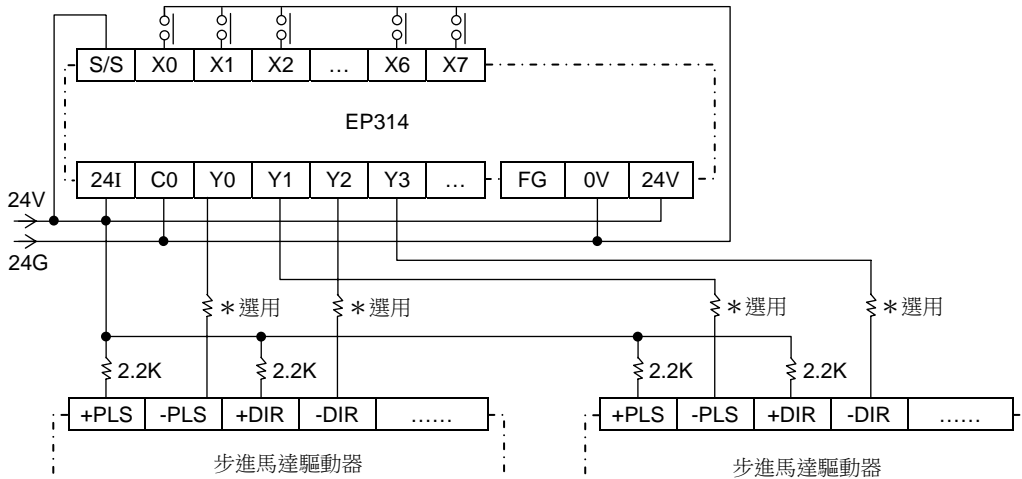 S/S X0 X1 X2 … X6 X7
EP314
24I C0 Y0 Y1 Y2 Y3 … FG 0V 24V
24V
24G
＊選用 ＊選用 ＊選用 ＊選用
2.2K 2.2K 2.2K 2.2K
+PLS -PLS +DIR -DIR …… +PLS -PLS +DIR -DIR ……
步進馬達驅動器 步進馬達驅動器